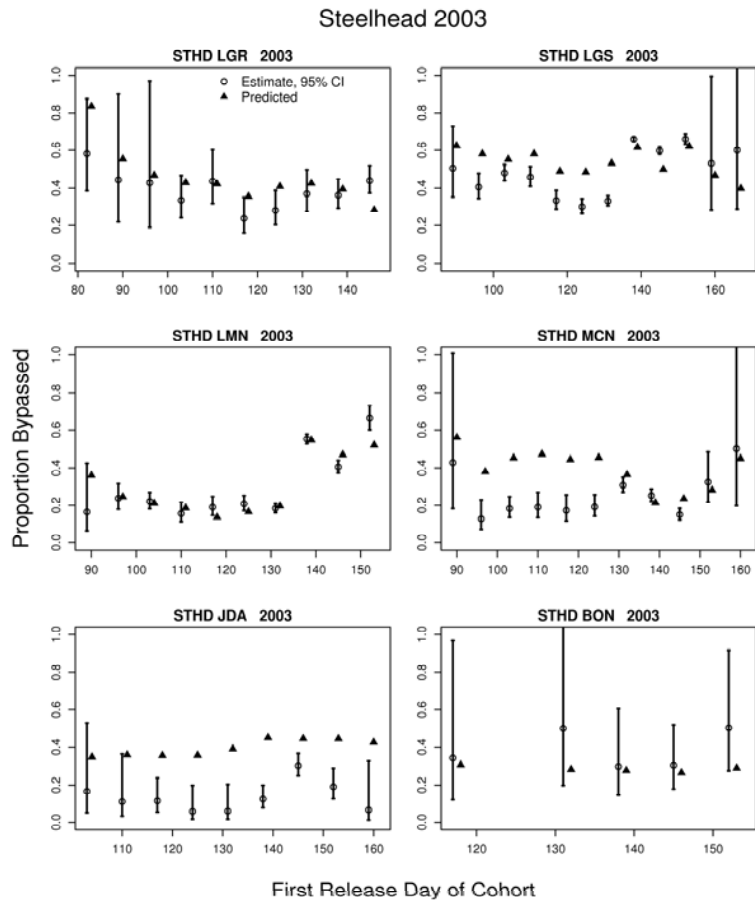 Steelhead 2003
STHD LGR 2003
Estimate, 95% CI
Predicted
0.0 0.2 0.4 0.6 0.8 1.0
80 90 100 110 120 130 140
STHD LGS 2003
0.0 0.2 0.4 0.6 0.8 1.0
100 120 140 160
STHD LMN 2003
0.0 0.2 0.4 0.6 0.8 1.0
90 100 110 120 130 140 150
STHD MCN 2003
0.0 0.2 0.4 0.6 0.8 1.0
90 100 110 120 130 140 150 160
Proportion Bypassed
STHD JDA 2003
0.0 0.2 0.4 0.6 0.8 1.0
110 120 130 140 150 160
STHD BON 2003
0.0 0.2 0.4 0.6 0.8 1.0
120 130 140 150
First Release Day of Cohort